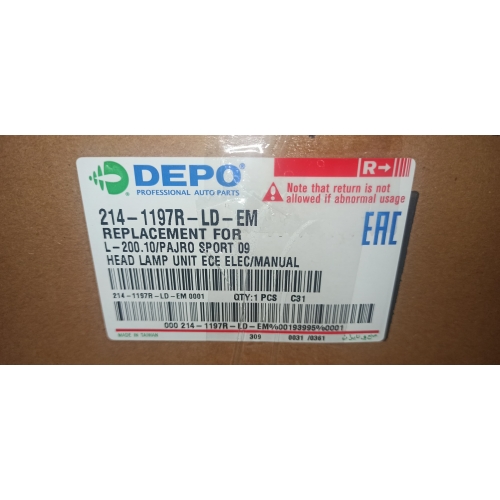 DEPO®
PROFESSIONAL AUTO PARTS
R→
Note that return is not
allowed if abnormal usage
214-1197R-LD-EM
REPLACEMENT FOR
L-200.10/PAJRO SPORT 09
HEAD LAMP UNIT ECE ELEC/MANUAL
EAC
214-1197R-LD-EM 0001 QTY:1 PCS C31
000 214-1197R-LD-EM%00193995%0001
MADE IN TAIWAN 309 0031 /0361